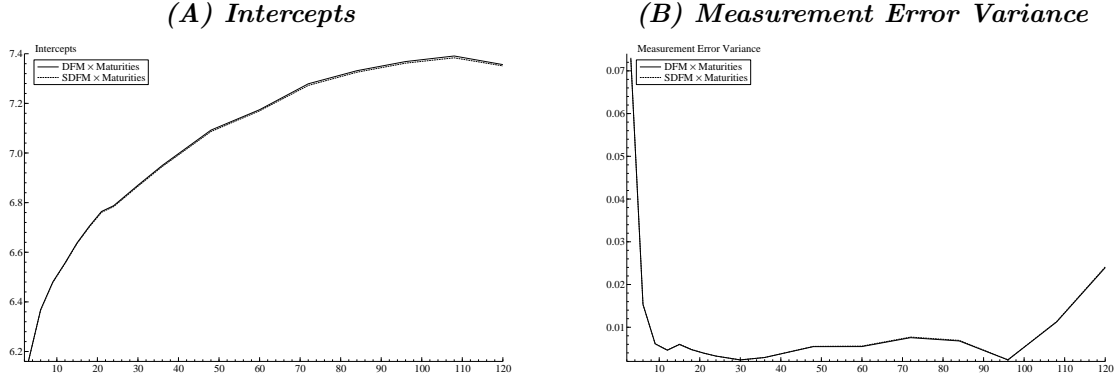 (A) Intercepts
Intercepts
DFM × Maturities
SDFM × Maturities
7.4
7.2
7.0
6.8
6.6
6.4
6.2
10 20 30 40 50 60 70 80 90 100 110 120
(B) Measurement Error Variance
Measurement Error Variance
DFM × Maturities
SDFM × Maturities
0.07
0.06
0.05
0.04
0.03
0.02
0.01
10 20 30 40 50 60 70 80 90 100 110 120